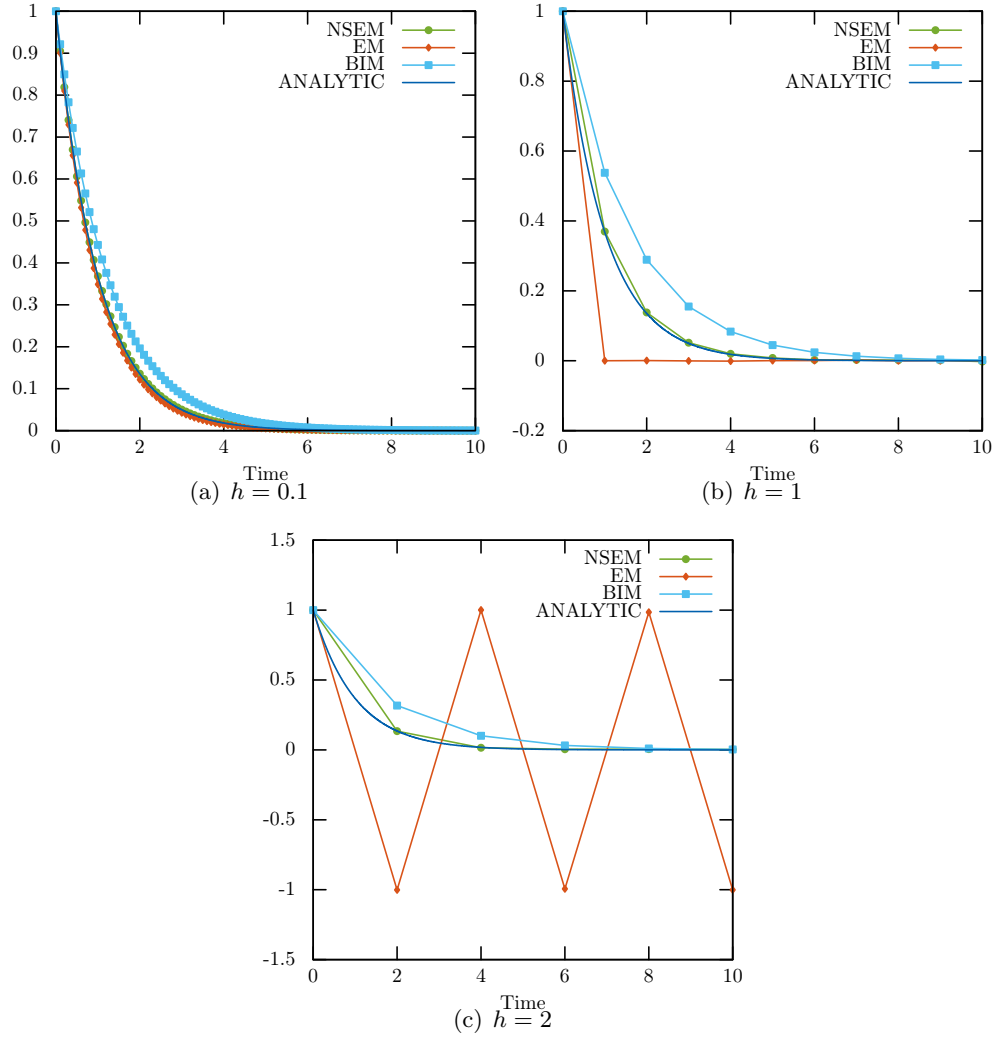 1
0.9
0.8
0.7
0.6
0.5
0.4
0.3
0.2
0.1
0
0 2 4 6 8 10
NSEM
EM
BIM
ANALYTIC
Time
(a) h = 0.1
1
0.8
0.6
0.4
0.2
0
-0.2
0 2 4 6 8 10
NSEM
EM
BIM
ANALYTIC
Time
(b) h = 1
1.5
1
0.5
0
-0.5
-1
-1.5
0 2 4 6 8 10
NSEM
EM
BIM
ANALYTIC
Time
(c) h = 2